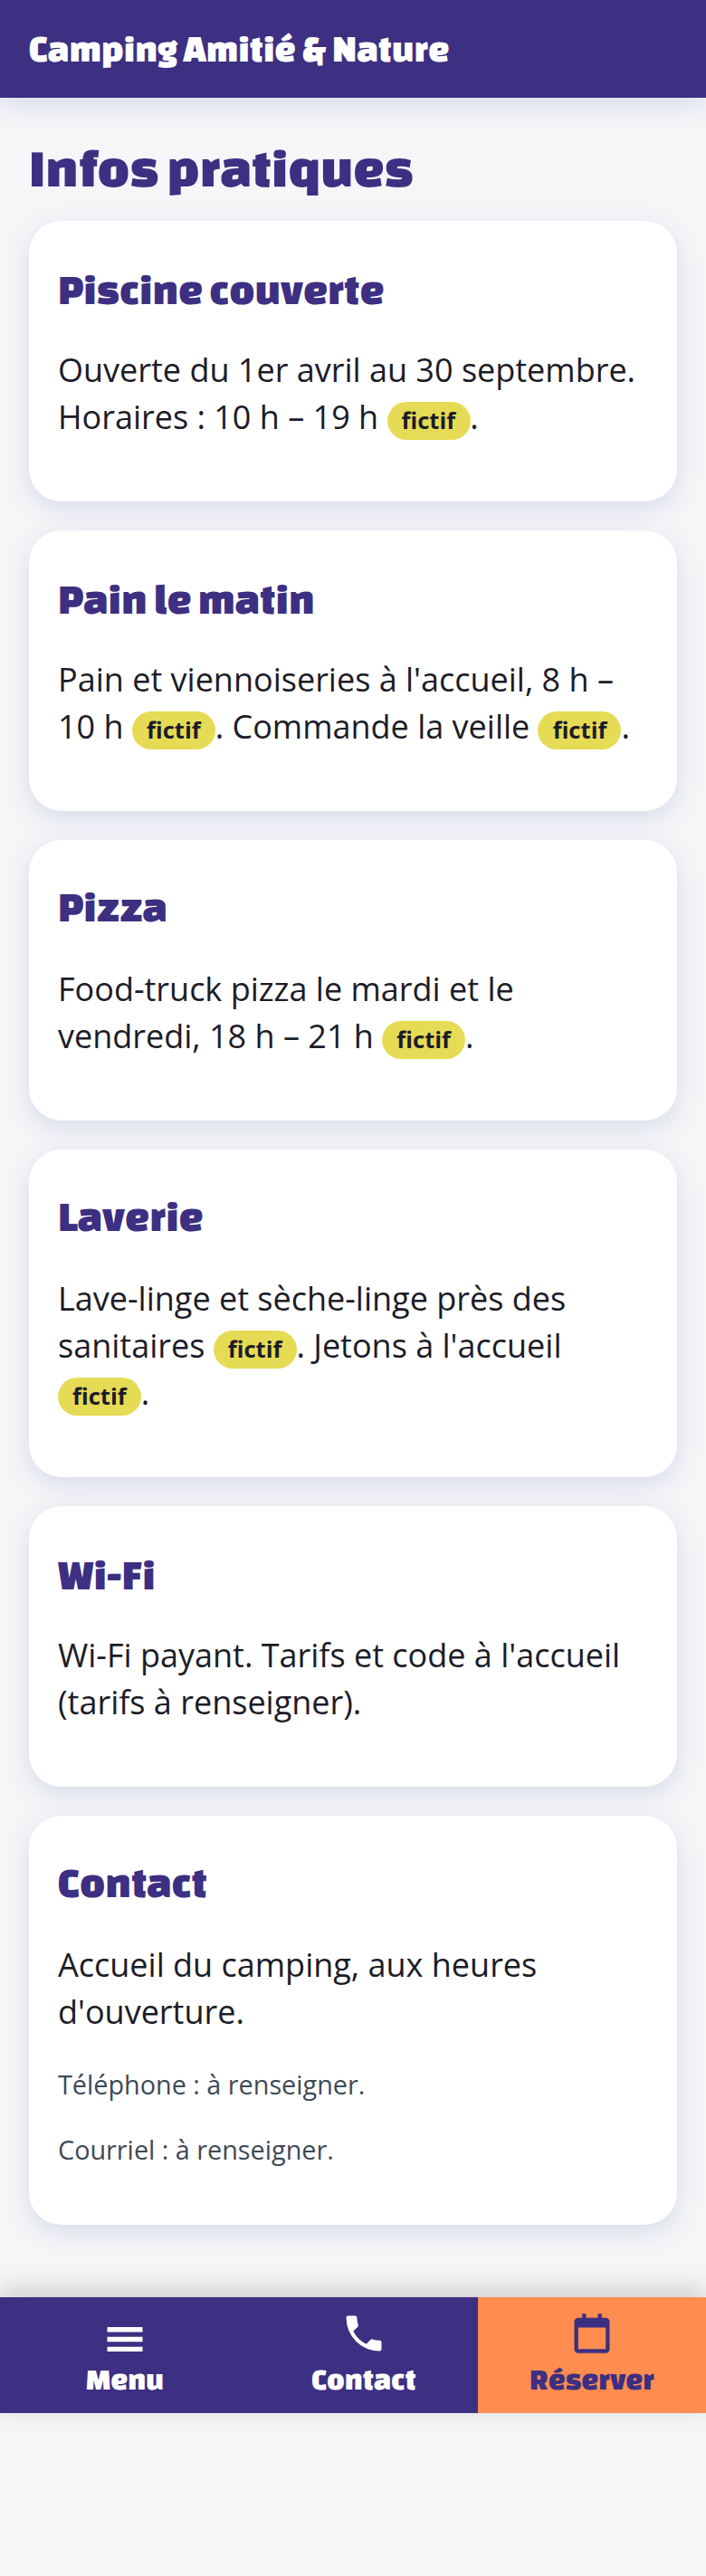 Camping Amitié & Nature
Infos pratiques
Piscine couverte
Ouverte du 1er avril au 30 septembre.
Horaires : 10 h – 19 h fictif.
Pain le matin
Pain et viennoiseries à l'accueil, 8 h –
10 h fictif. Commande la veille fictif.
Pizza
Food-truck pizza le mardi et le
vendredi, 18 h – 21 h fictif.
Laverie
Lave-linge et sèche-linge près des
sanitaires fictif. Jetons à l'accueil
fictif.
Wi-Fi
Wi-Fi payant. Tarifs et code à l'accueil
(tarifs à renseigner).
Contact
Accueil du camping, aux heures
d'ouverture.
Téléphone : à renseigner.
Courriel : à renseigner.
Menu Contact Réserver